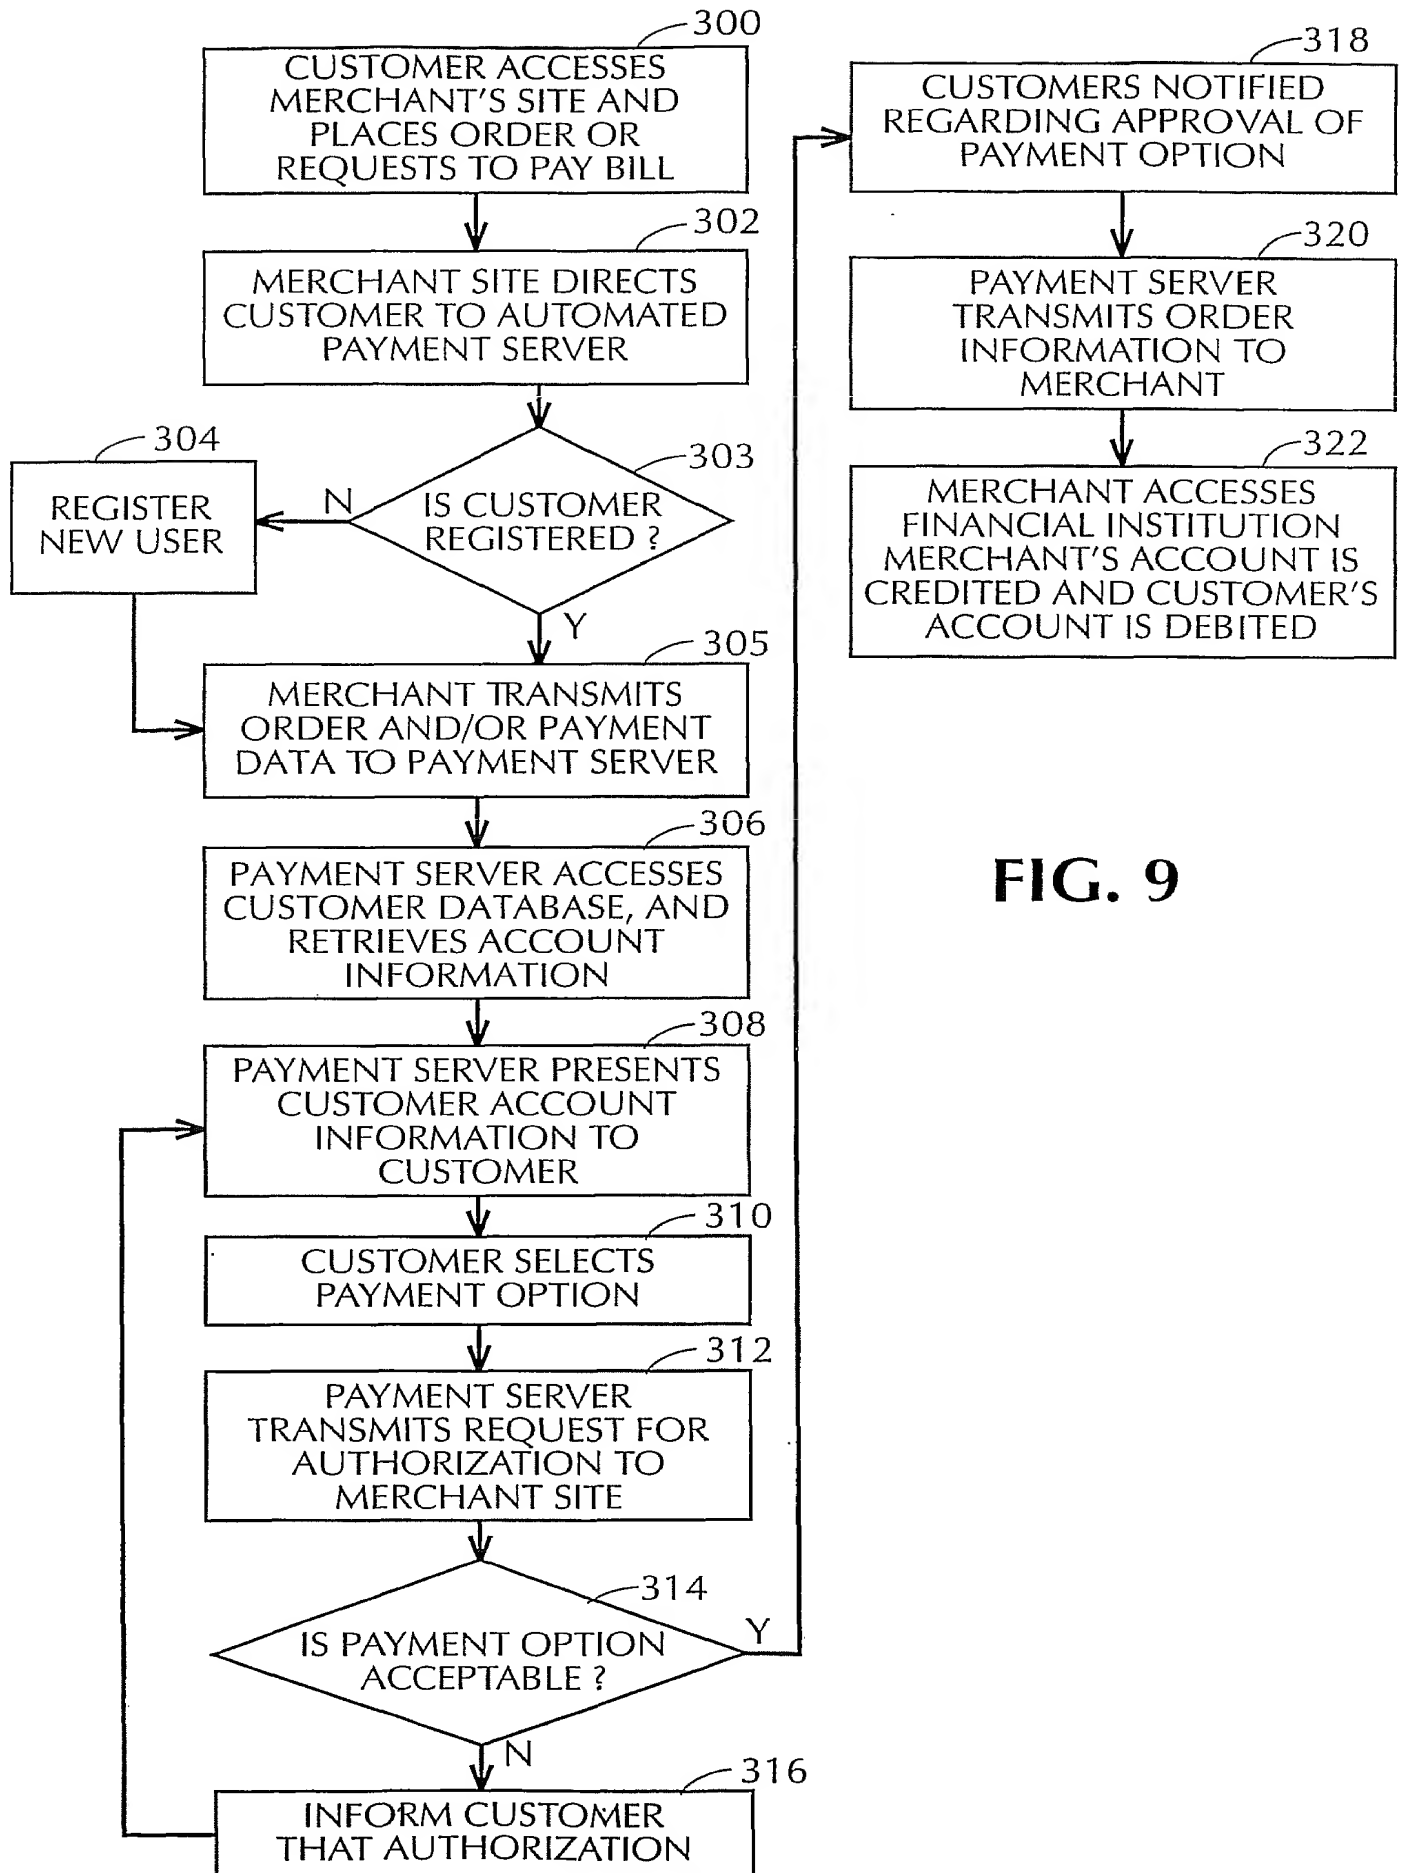 300
CUSTOMER ACCESSES
MERCHANT'S SITE AND
PLACES ORDER OR
REQUESTS TO PAY BILL
302
MERCHANT SITE DIRECTS
CUSTOMER TO AUTOMATED
PAYMENT SERVER
303
IS CUSTOMER
REGISTERED ?
N
Y
304
REGISTER
NEW USER
305
MERCHANT TRANSMITS
ORDER AND/OR PAYMENT
DATA TO PAYMENT SERVER
306
PAYMENT SERVER ACCESSES
CUSTOMER DATABASE, AND
RETRIEVES ACCOUNT
INFORMATION
308
PAYMENT SERVER PRESENTS
CUSTOMER ACCOUNT
INFORMATION TO
CUSTOMER
310
CUSTOMER SELECTS
PAYMENT OPTION
312
PAYMENT SERVER
TRANSMITS REQUEST FOR
AUTHORIZATION TO
MERCHANT SITE
314
IS PAYMENT OPTION
ACCEPTABLE ?
Y
N
316
INFORM CUSTOMER
THAT AUTHORIZATION
318
CUSTOMERS NOTIFIED
REGARDING APPROVAL OF
PAYMENT OPTION
320
PAYMENT SERVER
TRANSMITS ORDER
INFORMATION TO
MERCHANT
322
MERCHANT ACCESSES
FINANCIAL INSTITUTION
MERCHANT'S ACCOUNT IS
CREDITED AND CUSTOMER'S
ACCOUNT IS DEBITED
FIG. 9